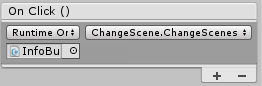 On Click ()
Runtime Or ChangeScene.ChangeScenes
InfoBu